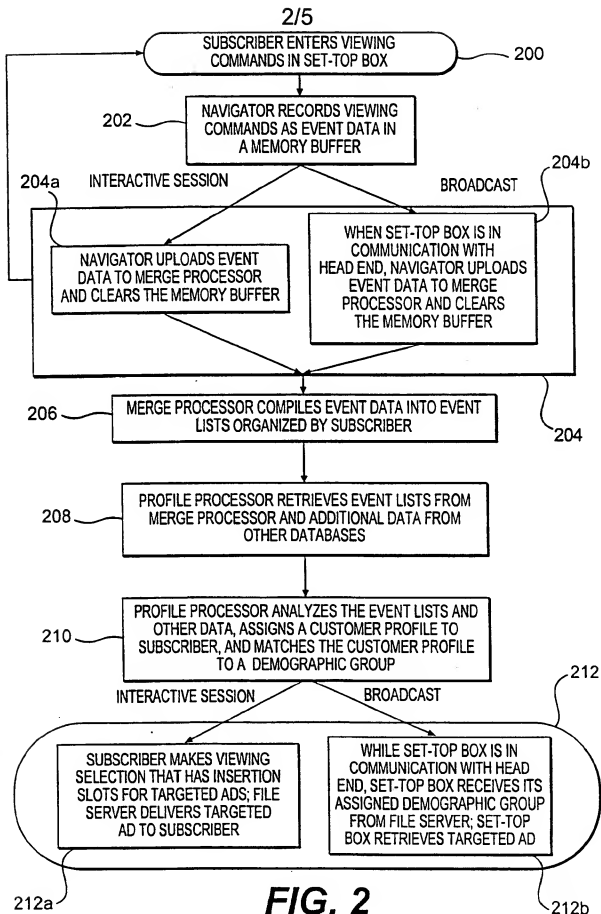 2/5
SUBSCRIBER ENTERS VIEWING
COMMANDS IN SET-TOP BOX
200
202
NAVIGATOR RECORDS VIEWING
COMMANDS AS EVENT DATA IN
A MEMORY BUFFER
204a
INTERACTIVE SESSION
BROADCAST
204b
NAVIGATOR UPLOADS EVENT
DATA TO MERGE PROCESSOR
AND CLEARS THE MEMORY BUFFER
WHEN SET-TOP BOX IS IN
COMMUNICATION WITH
HEAD END, NAVIGATOR UPLOADS
EVENT DATA TO MERGE
PROCESSOR AND CLEARS
THE MEMORY BUFFER
204
206
MERGE PROCESSOR COMPILES EVENT DATA INTO EVENT
LISTS ORGANIZED BY SUBSCRIBER
208
PROFILE PROCESSOR RETRIEVES EVENT LISTS FROM
MERGE PROCESSOR AND ADDITIONAL DATA FROM
OTHER DATABASES
210
PROFILE PROCESSOR ANALYZES THE EVENT LISTS AND
OTHER DATA, ASSIGNS A CUSTOMER PROFILE TO
SUBSCRIBER, AND MATCHES THE CUSTOMER PROFILE
TO A DEMOGRAPHIC GROUP
INTERACTIVE SESSION
BROADCAST
212
SUBSCRIBER MAKES VIEWING
SELECTION THAT HAS INSERTION
SLOTS FOR TARGETED ADS; FILE
SERVER DELIVERS TARGETED
AD TO SUBSCRIBER
WHILE SET-TOP BOX IS IN
COMMUNICATION WITH HEAD
END, SET-TOP BOX RECEIVES ITS
ASSIGNED DEMOGRAPHIC GROUP
FROM FILE SERVER; SET-TOP
BOX RETRIEVES TARGETED AD
212a
FIG. 2
212b